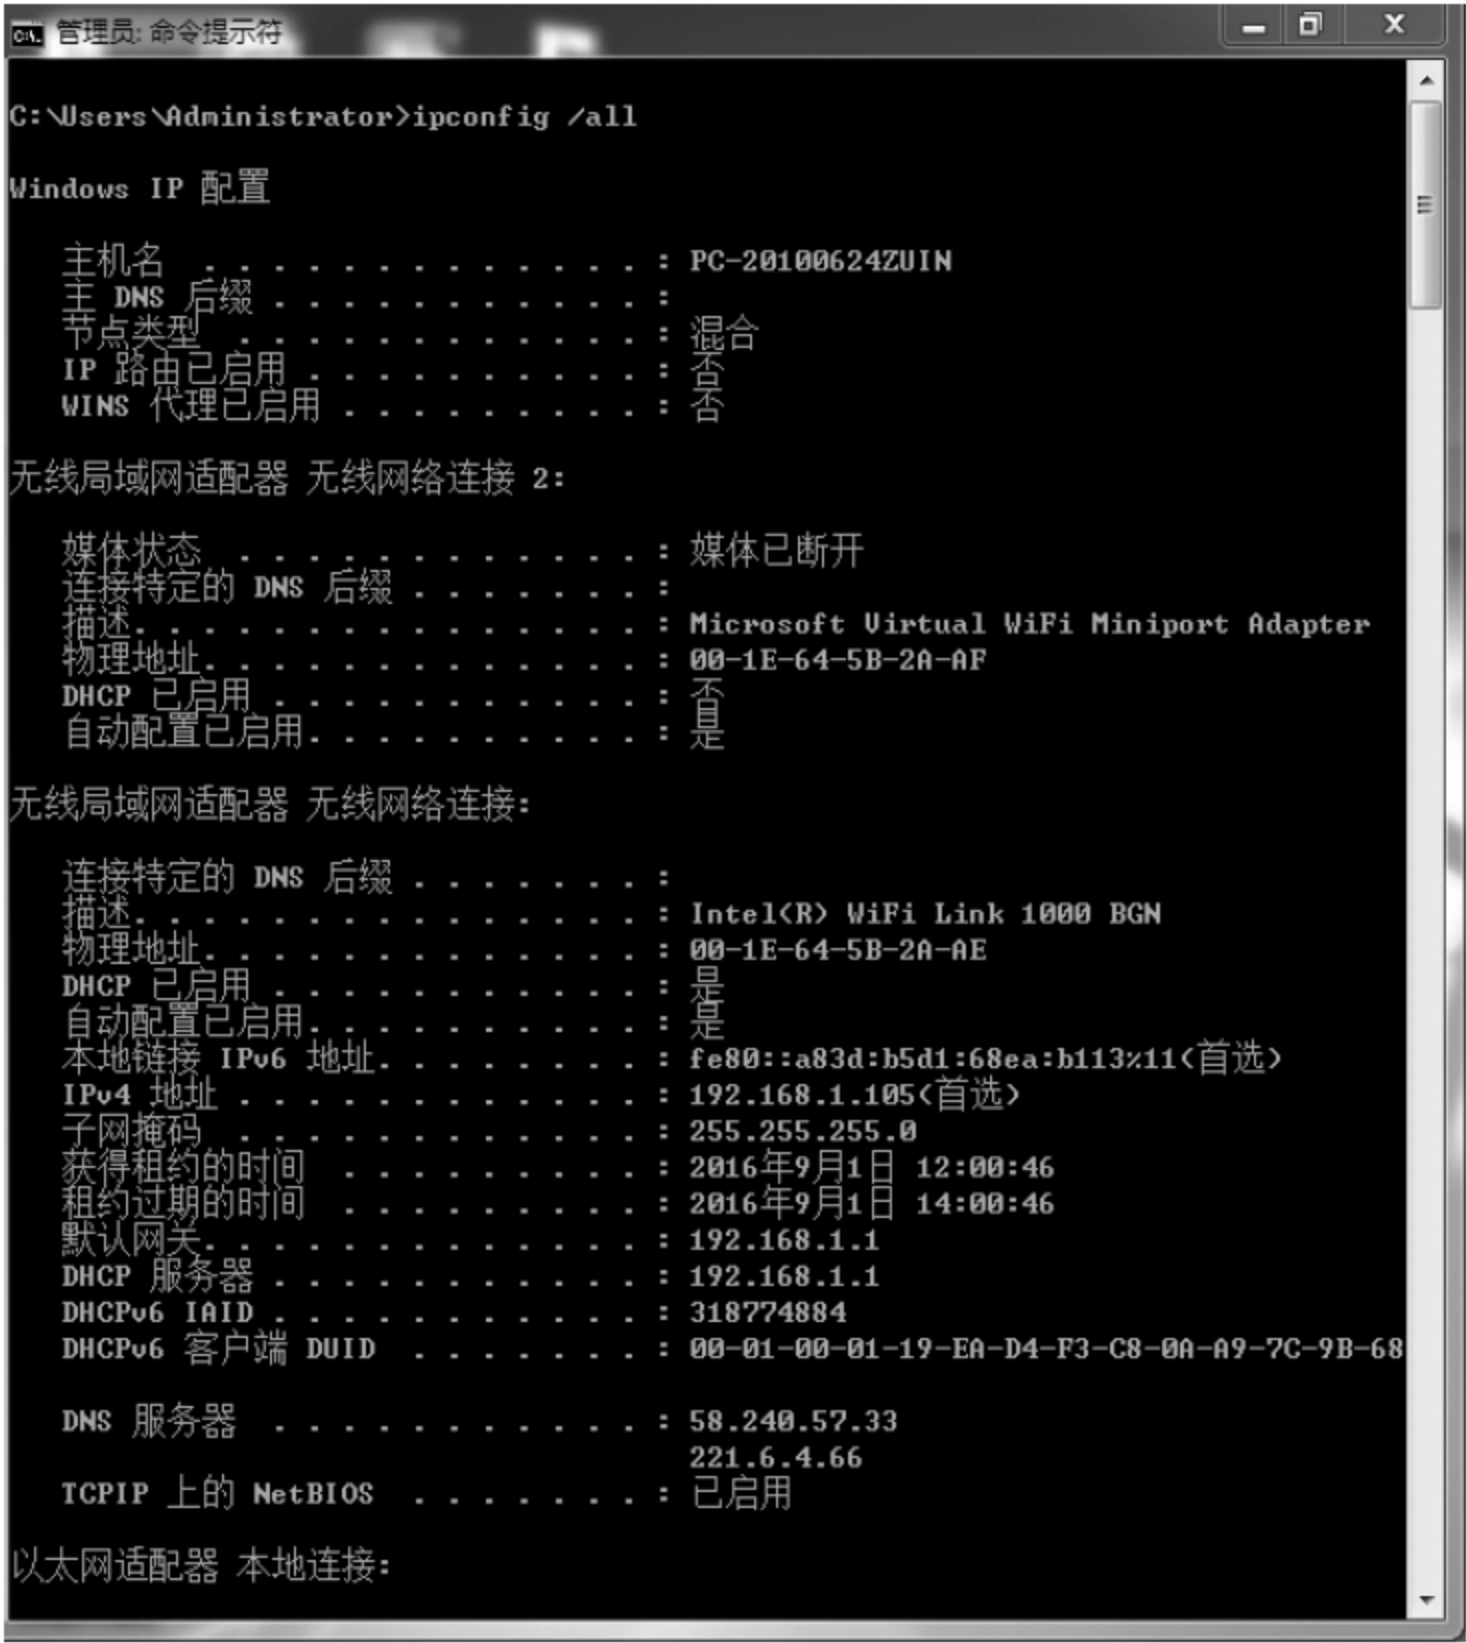 管理员: 命令提示符
C:\Users\Administrator>ipconfig /all
Windows IP 配置
主机名 . . . . . . . . . . . . . : PC-20100624ZUIN
主 DNS 后缀 . . . . . . . . . . . :
节点类型 . . . . . . . . . . . . : 混合
IP 路由已启用 . . . . . . . . . . : 否
WINS 代理已启用 . . . . . . . . . : 否
无线局域网适配器 无线网络连接 2:
媒体状态 . . . . . . . . . . . . : 媒体已断开
连接特定的 DNS 后缀 . . . . . . . :
描述. . . . . . . . . . . . . . . : Microsoft Virtual WiFi Miniport Adapter
物理地址. . . . . . . . . . . . . : 00-1E-64-5B-2A-AF
DHCP 已启用 . . . . . . . . . . . : 否
自动配置已启用. . . . . . . . . . : 是
无线局域网适配器 无线网络连接:
连接特定的 DNS 后缀 . . . . . . . :
描述. . . . . . . . . . . . . . . : Intel(R) WiFi Link 1000 BGN
物理地址. . . . . . . . . . . . . : 00-1E-64-5B-2A-AE
DHCP 已启用 . . . . . . . . . . . : 是
自动配置已启用. . . . . . . . . . : 是
本地链接 IPv6 地址. . . . . . . . : fe80::a83d:b5d1:68ea:b113%11(首选)
IPv4 地址 . . . . . . . . . . . . : 192.168.1.105(首选)
子网掩码 . . . . . . . . . . . . : 255.255.255.0
获得租约的时间 . . . . . . . . . : 2016年9月1日 12:00:46
租约过期的时间 . . . . . . . . . : 2016年9月1日 14:00:46
默认网关. . . . . . . . . . . . . : 192.168.1.1
DHCP 服务器 . . . . . . . . . . . : 192.168.1.1
DHCPv6 IAID . . . . . . . . . . . : 318774884
DHCPv6 客户端 DUID . . . . . . . : 00-01-00-01-19-EA-D4-F3-C8-0A-A9-7C-9B-68
DNS 服务器 . . . . . . . . . . . : 58.240.57.33
221.6.4.66
TCPIP 上的 NetBIOS . . . . . . . : 已启用
以太网适配器 本地连接: